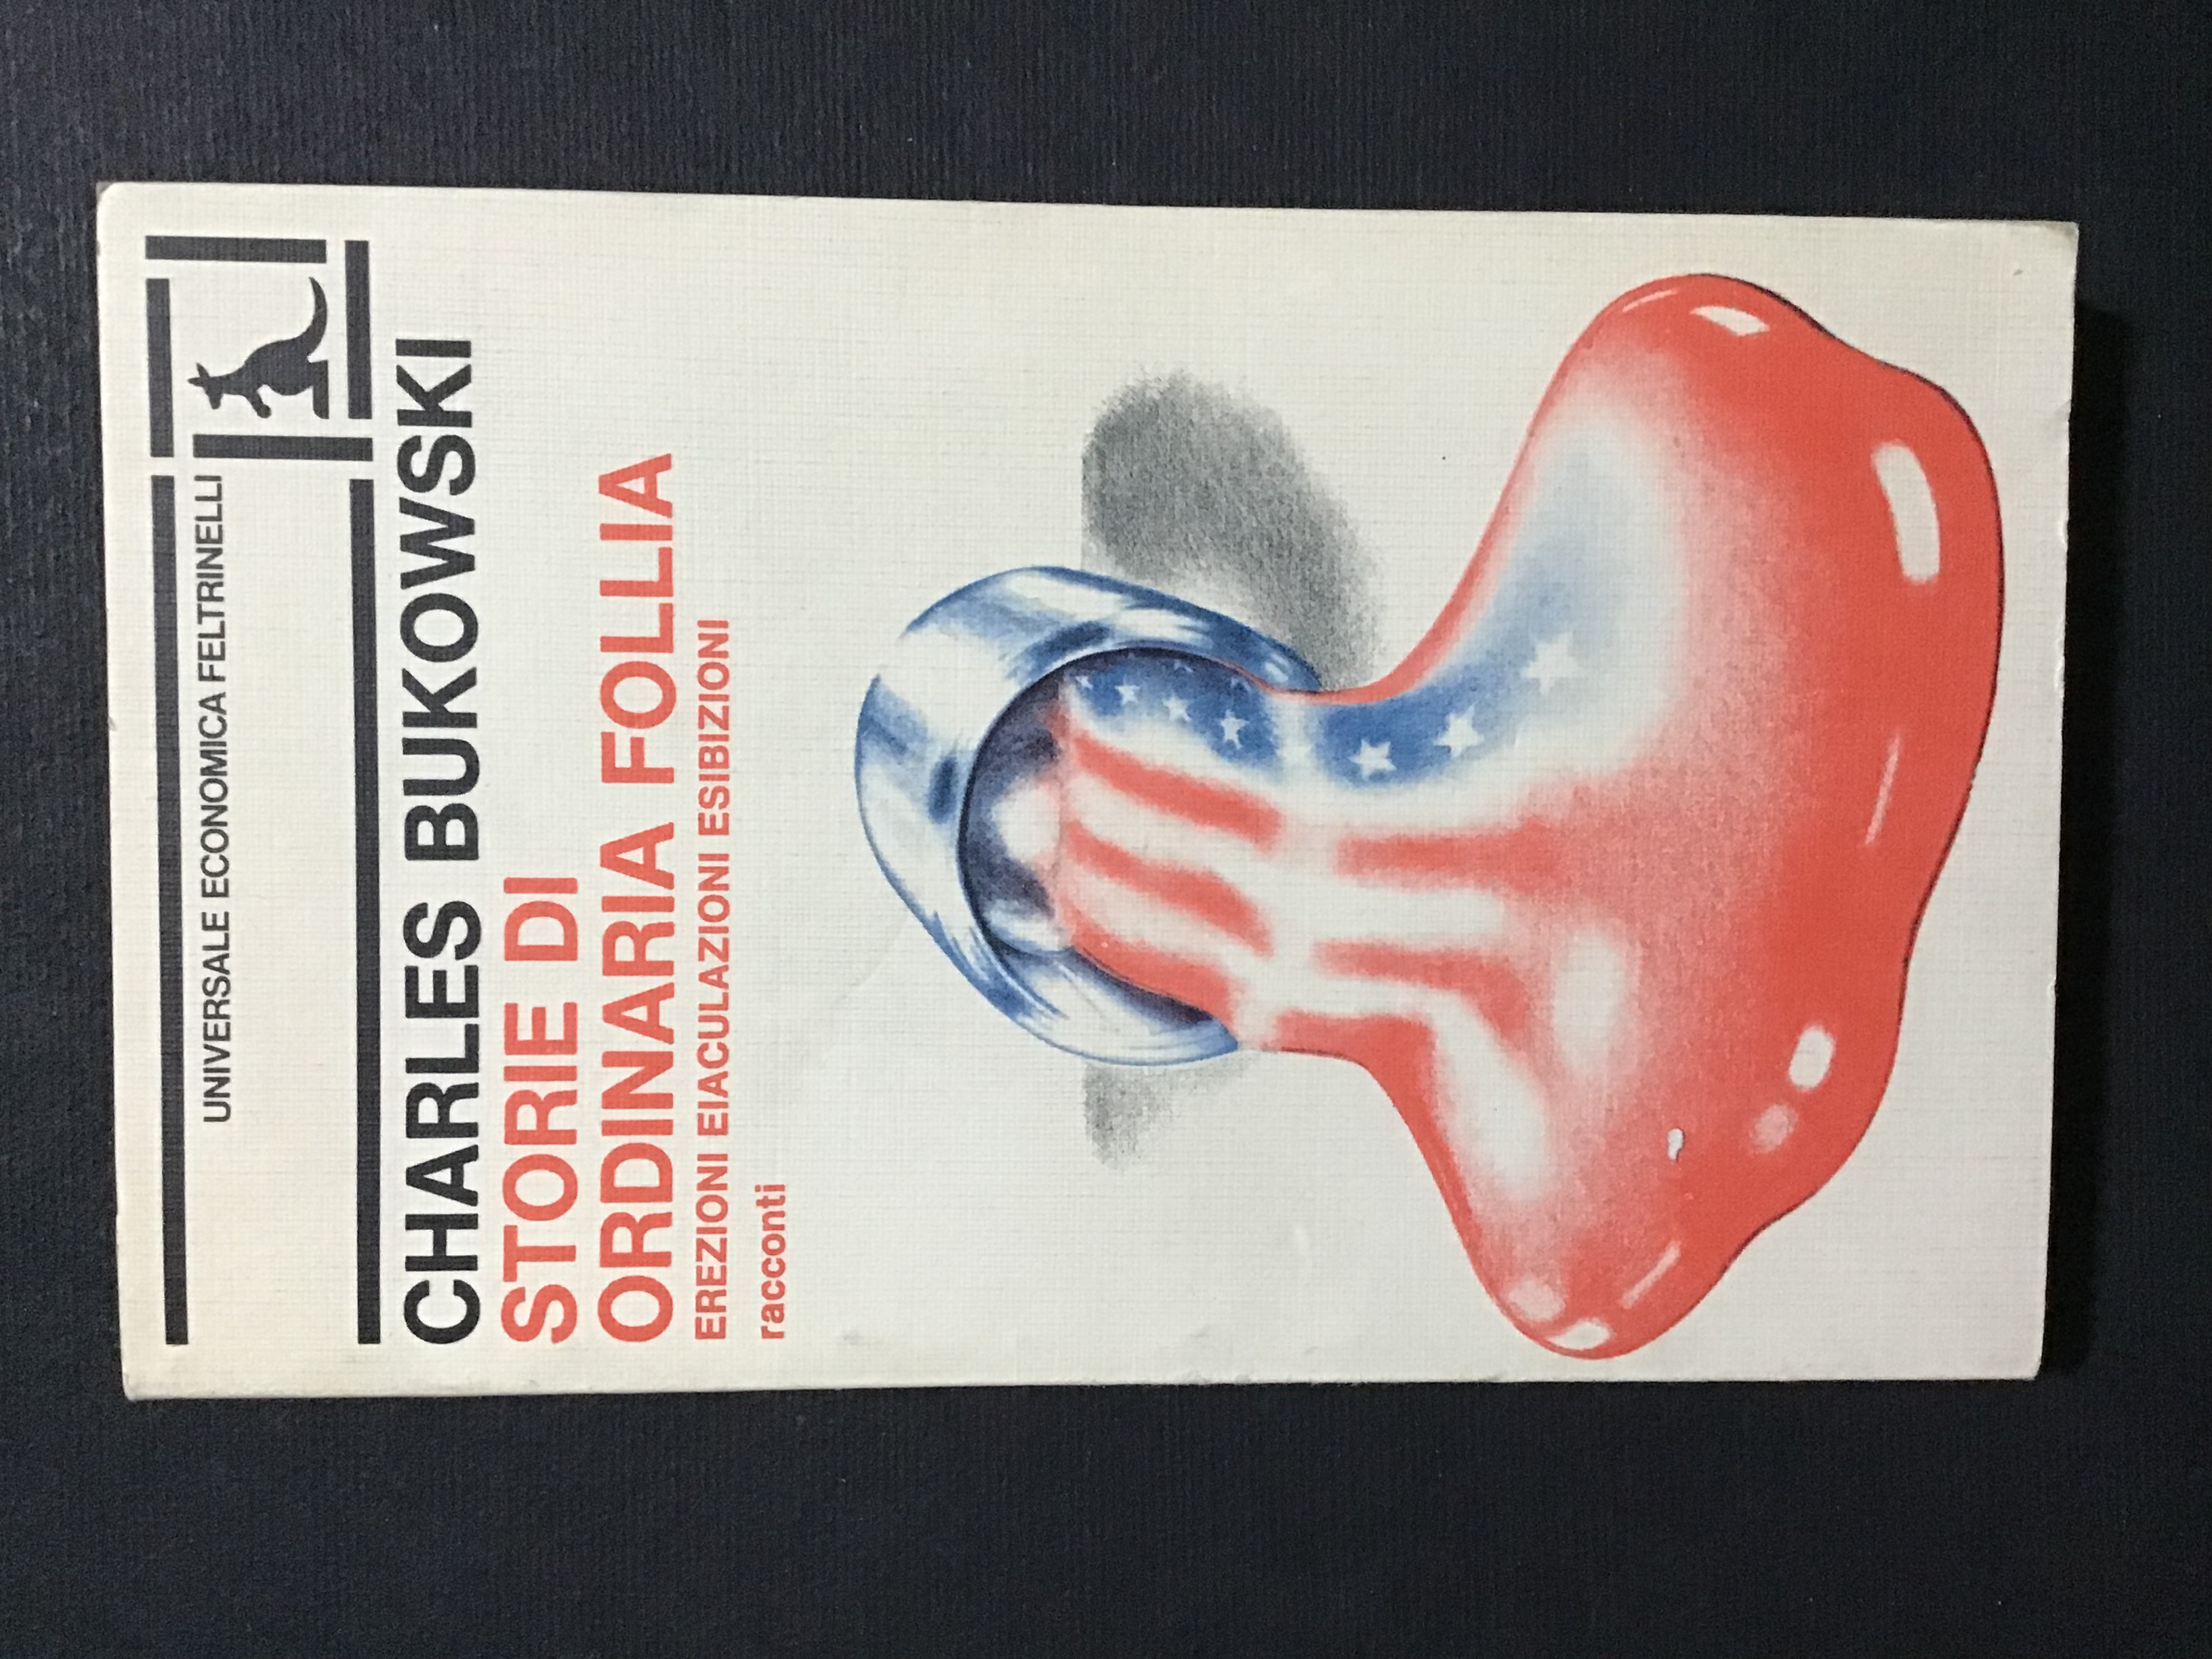 UNIVERSALE ECONOMICA FELTRINELLI
CHARLES BUKOWSKI
STORIE DI
ORDINARIA FOLLIA
EREZIONI EIACULAZIONI ESIBIZIONI
racconti